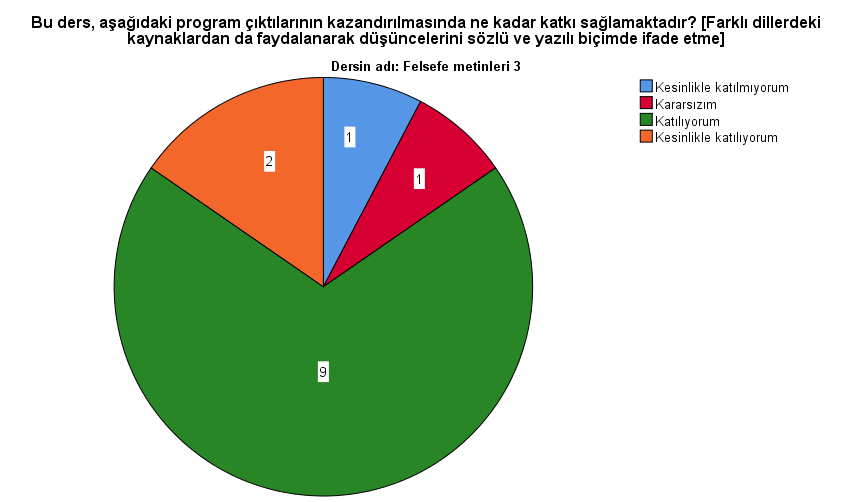 Bu ders, aşağıdaki program çıktılarının kazandırılmasında ne kadar katkı sağlamaktadır? [Farklı dillerdeki
kaynaklardan da faydalanarak düşüncelerini sözlü ve yazılı biçimde ifade etme]
Dersin adı: Felsefe metinleri 3
Kesinlikle katılmıyorum
Kararsızım
Katılıyorum
Kesinlikle katılıyorum
1
2
1
9